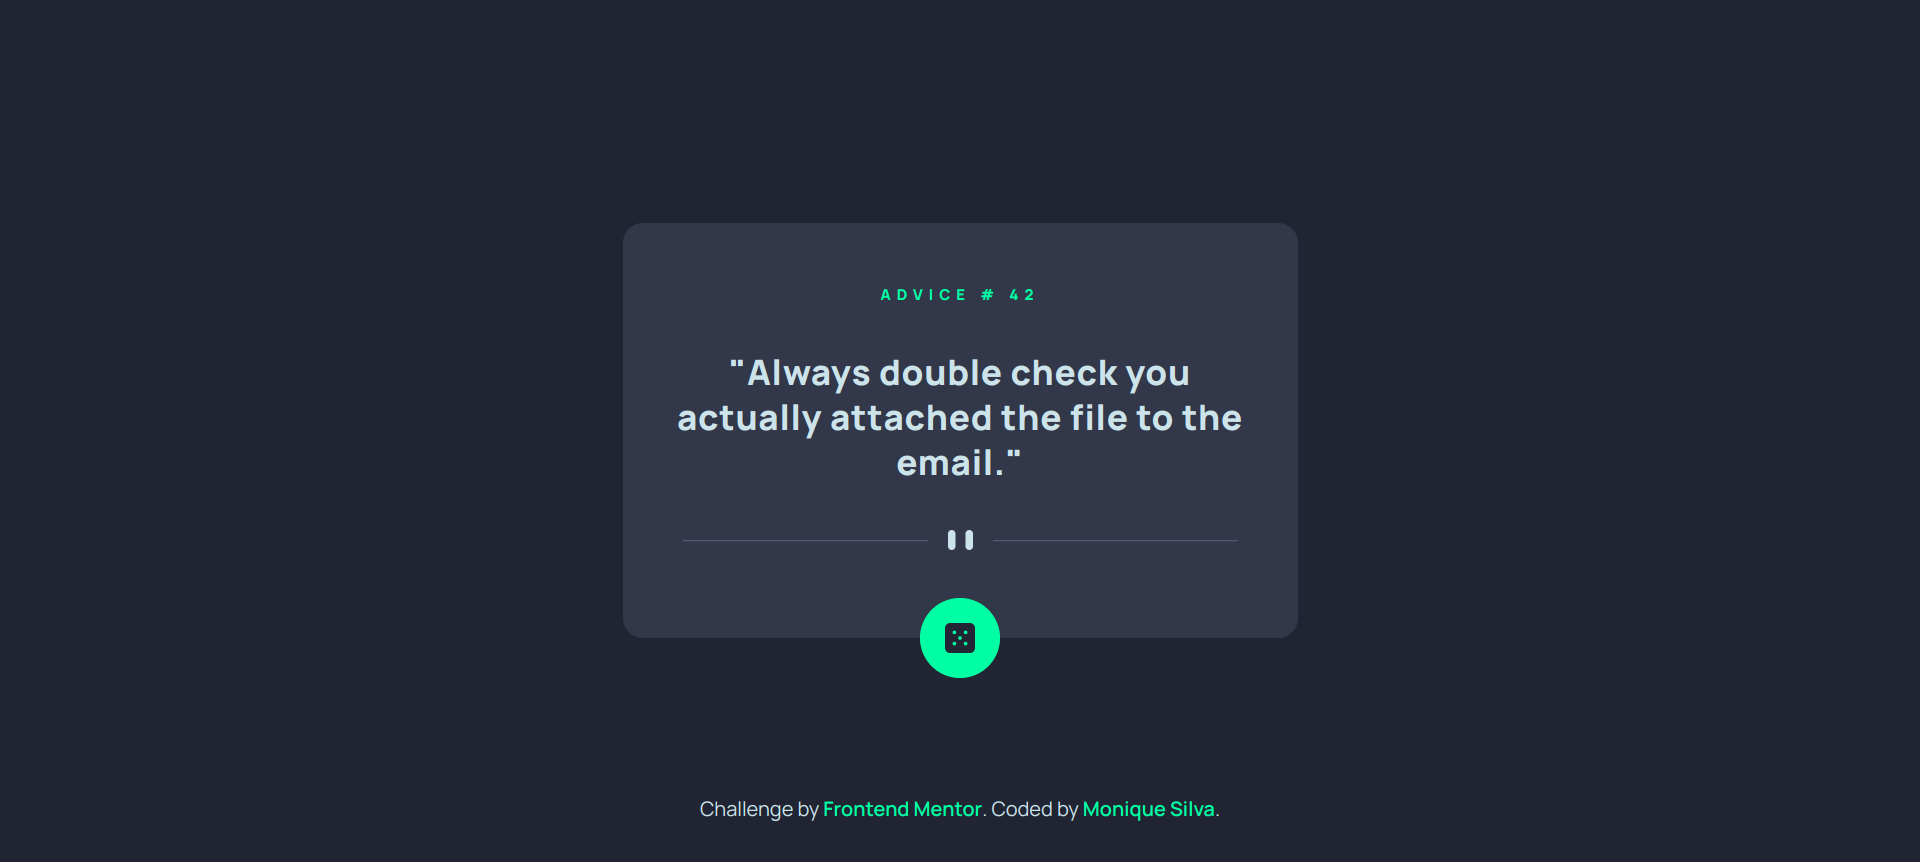 ADVICE # 42
"Always double check you
actually attached the file to the
email."
Challenge by Frontend Mentor. Coded by Monique Silva.